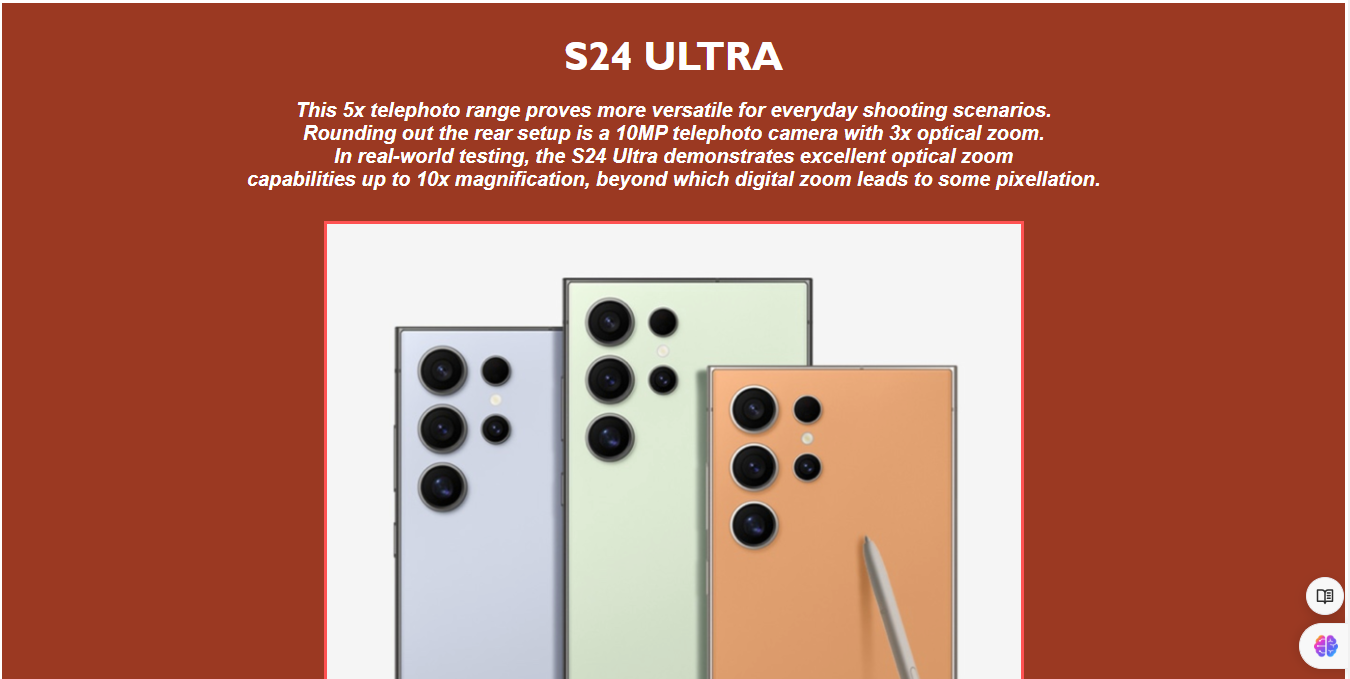 S24 ULTRA
This 5x telephoto range proves more versatile for everyday shooting scenarios.
Rounding out the rear setup is a 10MP telephoto camera with 3x optical zoom.
In real-world testing, the S24 Ultra demonstrates excellent optical zoom
capabilities up to 10x magnification, beyond which digital zoom leads to some pixellation.